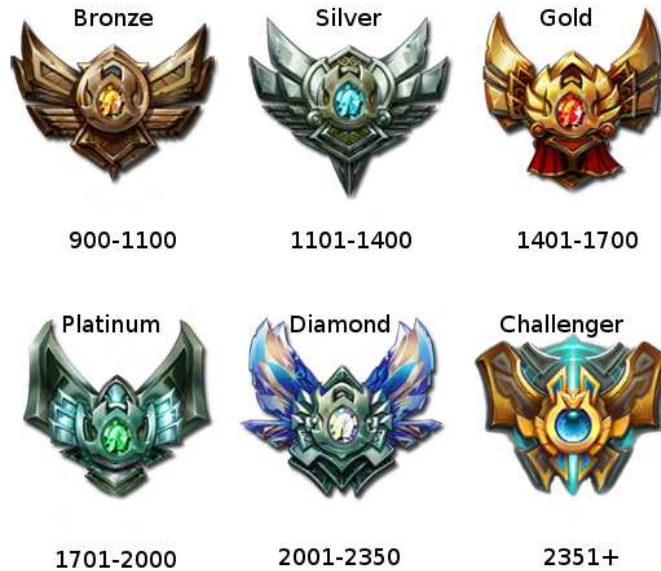 Bronze Silver Gold
900-1100 1101-1400 1401-1700
Platinum Diamond Challenger
1701-2000 2001-2350 2351+